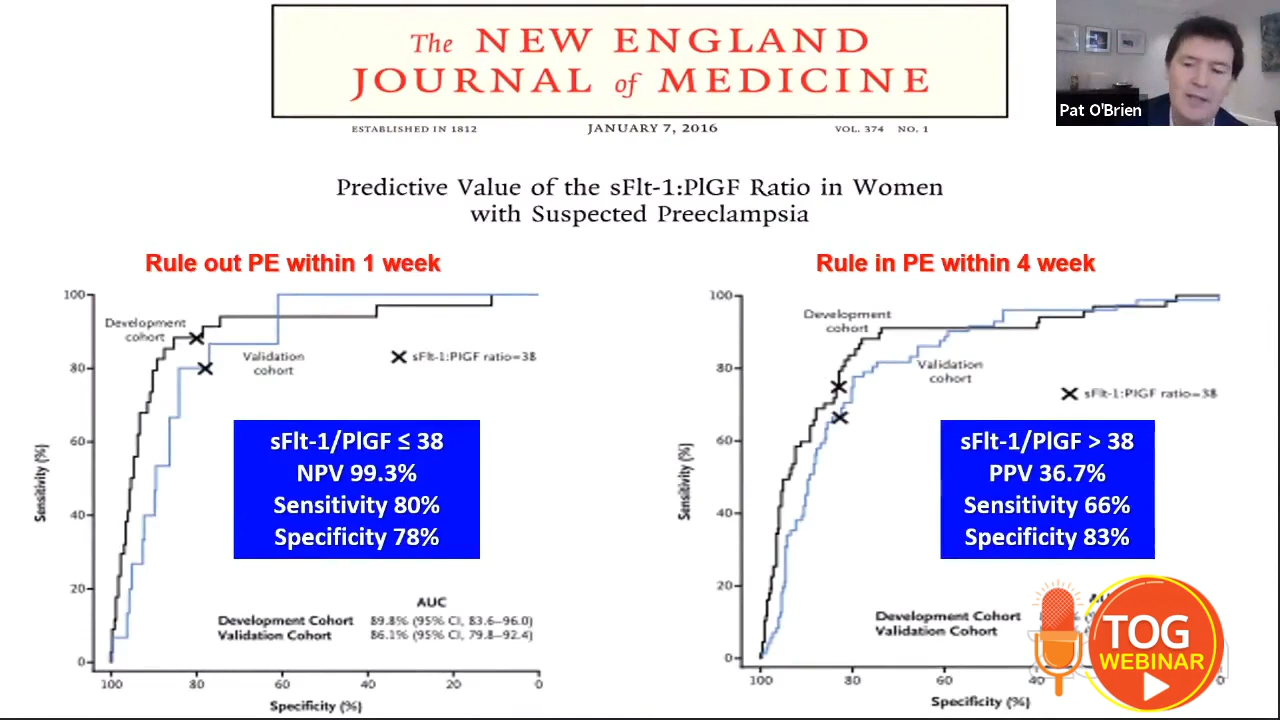 The NEW ENGLAND
JOURNAL of MEDICINE
ESTABLISHED IN 1812
JANUARY 7, 2016
VOL. 374 NO. 1
Pat O'Brien
Predictive Value of the sFlt-1:PlGF Ratio in Women
with Suspected Preeclampsia
Rule out PE within 1 week
100
80
60
40
20
0
Sensitivity (%)
Development
cohort
Validation
cohort
sFlt-1:PlGF ratio=38
sFlt-1/PlGF ≤ 38
NPV 99.3%
Sensitivity 80%
Specificity 78%
AUC
Development Cohort 89.8% (95% CI, 83.6–96.0)
Validation Cohort 86.1% (95% CI, 79.8–92.4)
100 80 60 40 20 0
Specificity (%)
Rule in PE within 4 week
100
80
60
40
20
0
Sensitivity (%)
Development
cohort
Validation
cohort
sFlt-1:PlGF ratio=38
sFlt-1/PlGF > 38
PPV 36.7%
Sensitivity 66%
Specificity 83%
Development Cohort
Validation Cohort
100 80 60 40 0
Specificity (%)
TOG
WEBINAR